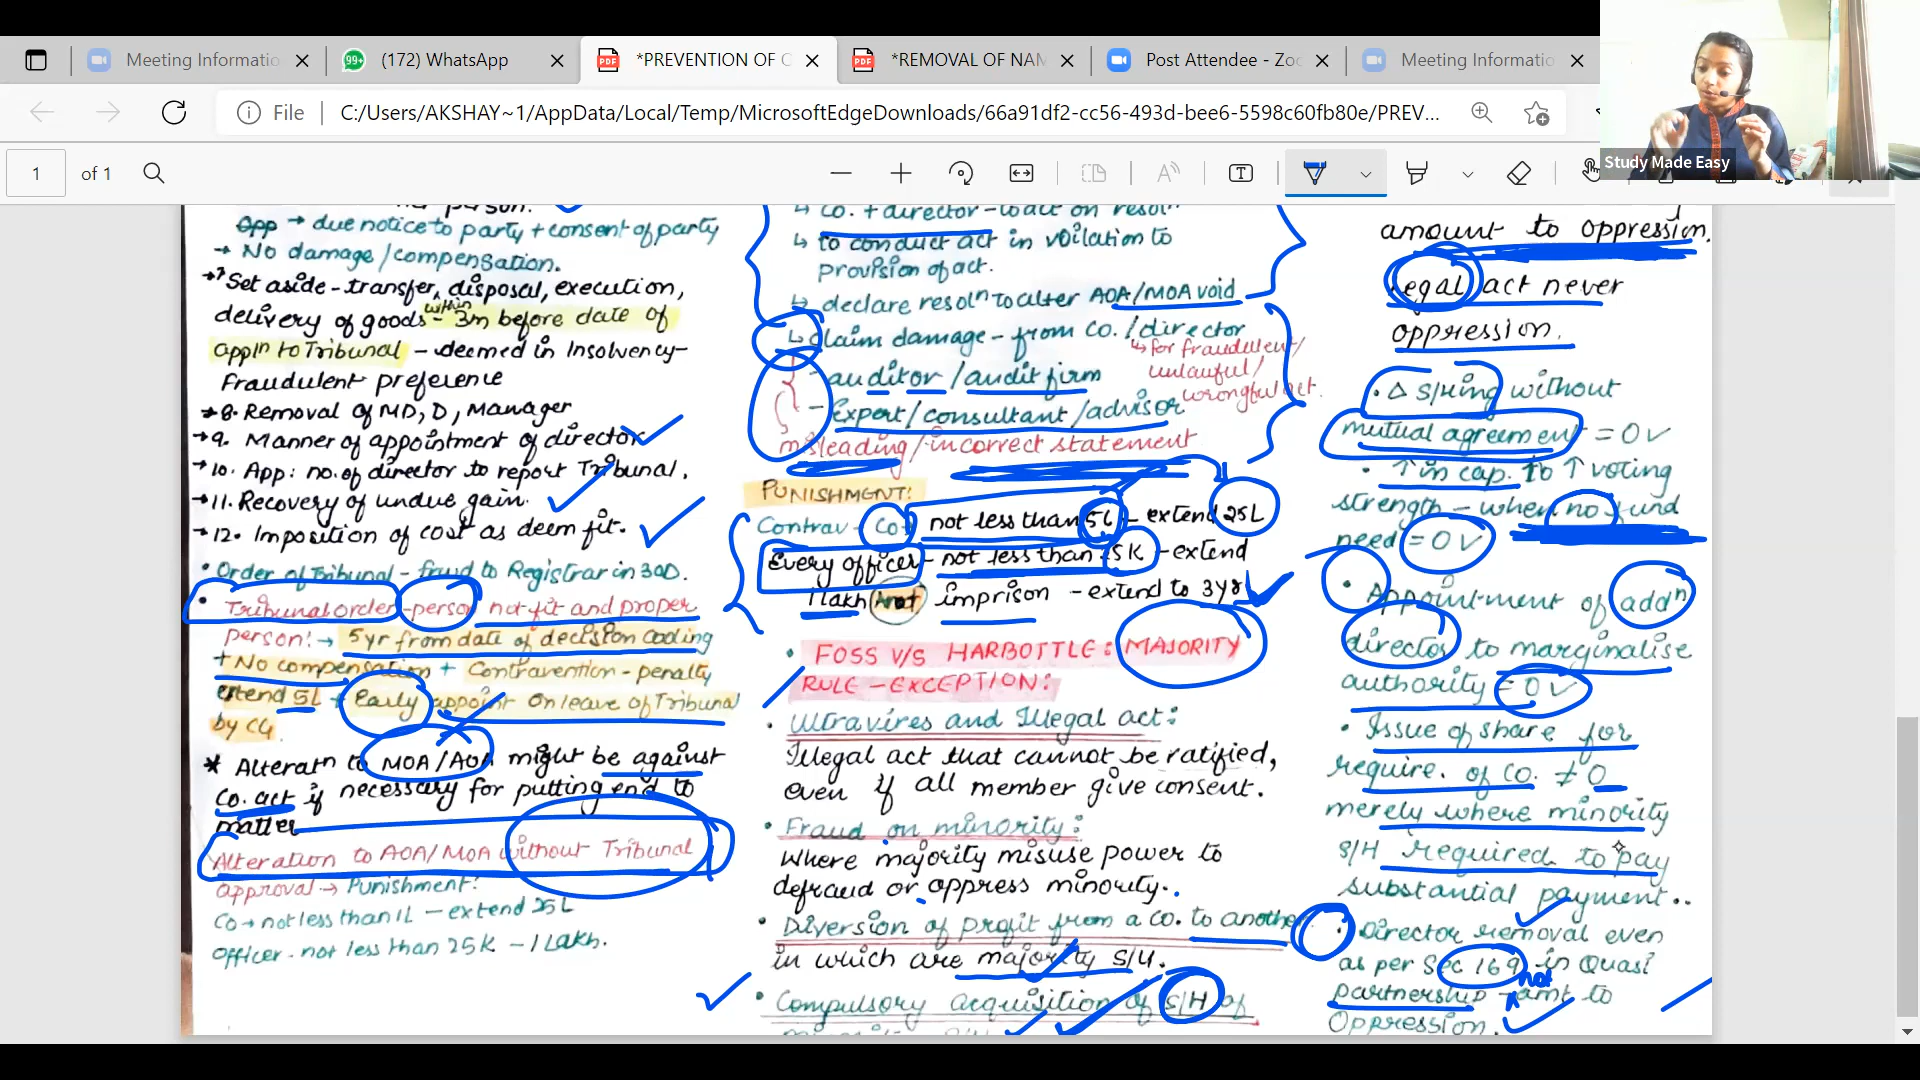 Meeting Informatio
(172) WhatsApp
*PREVENTION OF
*REMOVAL OF NAM
Post Attendee - Zoo
Meeting Informatio
File
C:/Users/AKSHAY~1/AppData/Local/Temp/MicrosoftEdgeDownloads/66a91df2-cc56-493d-bee6-5598c60fb80e/PREV...
Study Made Easy
1 of 1
person.
App → due notice to party + consent of party
→ No damage/compensation.
→7 Set aside - transfer, disposal, execution,
delivery of goods - within 3m before date of
appln to Tribunal - deemed in Insolvency-
Fraudulent preference
→8. Removal of MD, D, Manager
→9. Manner of appointment of director
→10. App: no. of director to report Tribunal.
→11. Recovery of undue gain.
→12. Imposition of cost as deem fit.
• Order of Tribunal - to Registrar in 30D.
• Tribunal order - person not fit and proper
person: → 5yr from date of decision
+ No compensation + Contravention - penalty
extend 5L + Early appoint on leave of Tribunal
by CG.
* Alteratn to MOA/AOA might be against
Co. act if necessary for putting end to
matter
Alteration to AOA/MOA without Tribunal
approval → Punishment:
Co → not less than 1L - extend 25L
Officer - not less than 25K - 1 Lakh.
↳ Co. + director - to act on resoln
↳ to conduct act in voilation to
provision of act.
↳ declare resoln to alter AOA/MOA void
↳ claim damage - from Co./director
↳ for fraudulent/
unlawful/
wrongful act.
- auditor/audit firm
- Expert/consultant/advisor
misleading/incorrect statement
PUNISHMENT:
Contrav - Co → not less than 5L - extend 25L
Every officer - not less than 25K - extend
1 lakh imprison - extend to 3yr
• FOSS V/S HARBOTTLE: MAJORITY
RULE - EXCEPTION:
• Ultravires and Illegal act:
Illegal act that cannot be ratified,
even if all member give consent.
• Fraud on minority:
Where majority misuse power to
defraud or oppress minority.
• Diversion of profit from a co. to another
in which are majority S/H.
• Compulsory acquisition of S/H of
amount to oppression.
legal act never
oppression.
• Δ S/Hing without
mutual agreement = O ✓
• ↑ in cap. to ↑ voting
strength - when no fund
need = O ✓
• Appointment of addn
director to marginalise
authority = O ✓
• Issue of share for
require. of Co. ≠ O
merely where minority
S/H required to pay
substantial payment..
• Director removal even
as per Sec 169 in Quasi
partnership - not amt to
Oppression.